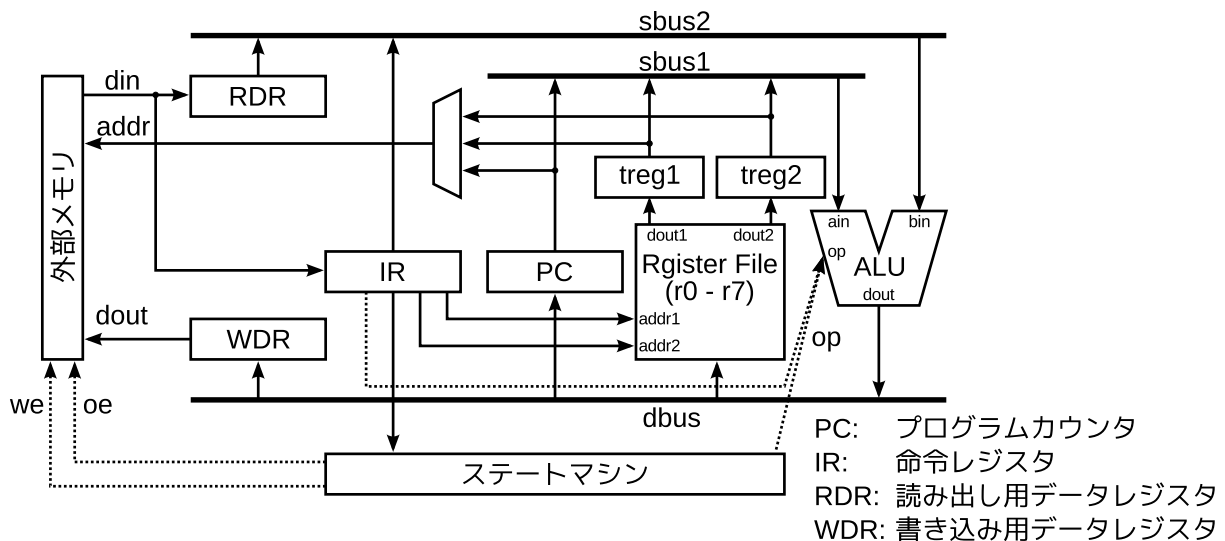 sbus2
sbus1
din
RDR
addr
treg1
treg2
外部メモリ
dout1
dout2
ain
bin
op
ALU
dout
IR
PC
Rgister File
(r0 - r7)
addr1
addr2
dout
WDR
op
we
oe
dbus
ステートマシン
PC: プログラムカウンタ
IR: 命令レジスタ
RDR: 読み出し用データレジスタ
WDR: 書き込み用データレジスタ